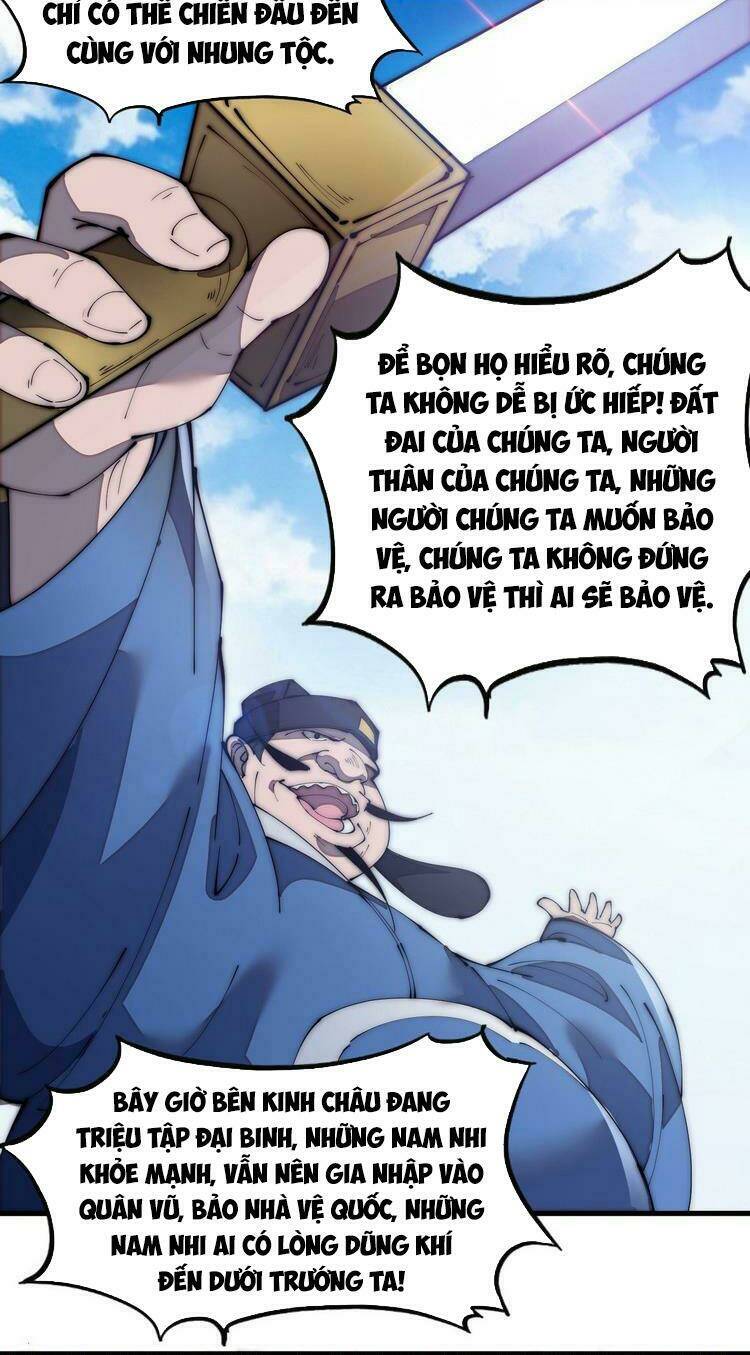 CHỈ CÓ THỂ CHIẾN ĐẤU ĐẾN
CÙNG VỚI NHUNG TỘC.
ĐỂ BỌN HỌ HIỂU RÕ, CHÚNG
TA KHÔNG DỄ BỊ ỨC HIẾP! ĐẤT
ĐAI CỦA CHÚNG TA, NGƯỜI
THÂN CỦA CHÚNG TA, NHỮNG
NGƯỜI CHÚNG TA MUỐN BẢO
VỆ, CHÚNG TA KHÔNG ĐỨNG
RA BẢO VỆ THÌ AI SẼ BẢO VỆ.
BÂY GIỜ BÊN KINH CHÂU ĐANG
TRIỆU TẬP ĐẠI BINH, NHỮNG NAM NHI
KHỎE MẠNH, VẪN NÊN GIA NHẬP VÀO
QUÂN VŨ, BẢO NHÀ VỆ QUỐC, NHỮNG
NAM NHI AI CÓ LÒNG DŨNG KHÍ
ĐẾN DƯỚI TRƯỚNG TA!